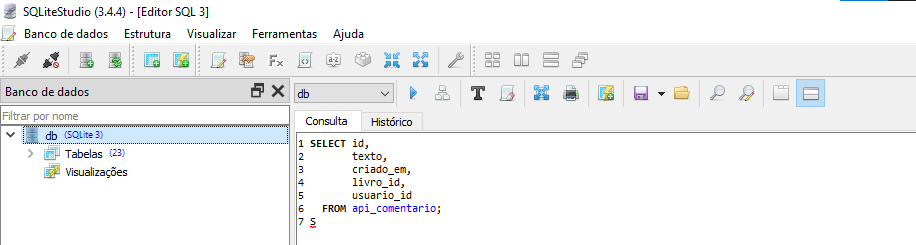 SQLiteStudio (3.4.4) - [Editor SQL 3]
Banco de dados Estrutura Visualizar Ferramentas Ajuda
Banco de dados
Filtrar por nome
db (SQLite 3)
Tabelas (23)
Visualizações
db
Consulta Histórico
1 SELECT id,
2 texto,
3 criado_em,
4 livro_id,
5 usuario_id
6 FROM api_comentario;
7 S